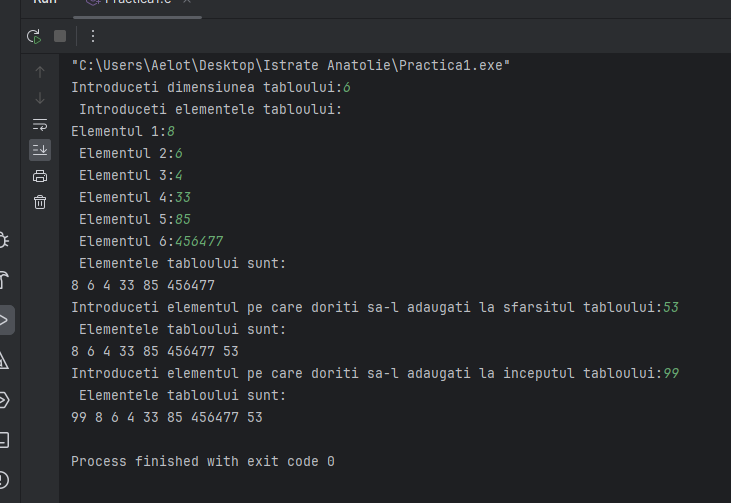 Run Practica1.c
"C:\Users\Aelot\Desktop\Istrate Anatolie\Practica1.exe"
Introduceti dimensiunea tabloului:6
Introduceti elementele tabloului:
Elementul 1:8
Elementul 2:6
Elementul 3:4
Elementul 4:33
Elementul 5:85
Elementul 6:456477
Elementele tabloului sunt:
8 6 4 33 85 456477
Introduceti elementul pe care doriti sa-l adaugati la sfarsitul tabloului:53
Elementele tabloului sunt:
8 6 4 33 85 456477 53
Introduceti elementul pe care doriti sa-l adaugati la inceputul tabloului:99
Elementele tabloului sunt:
99 8 6 4 33 85 456477 53
Process finished with exit code 0